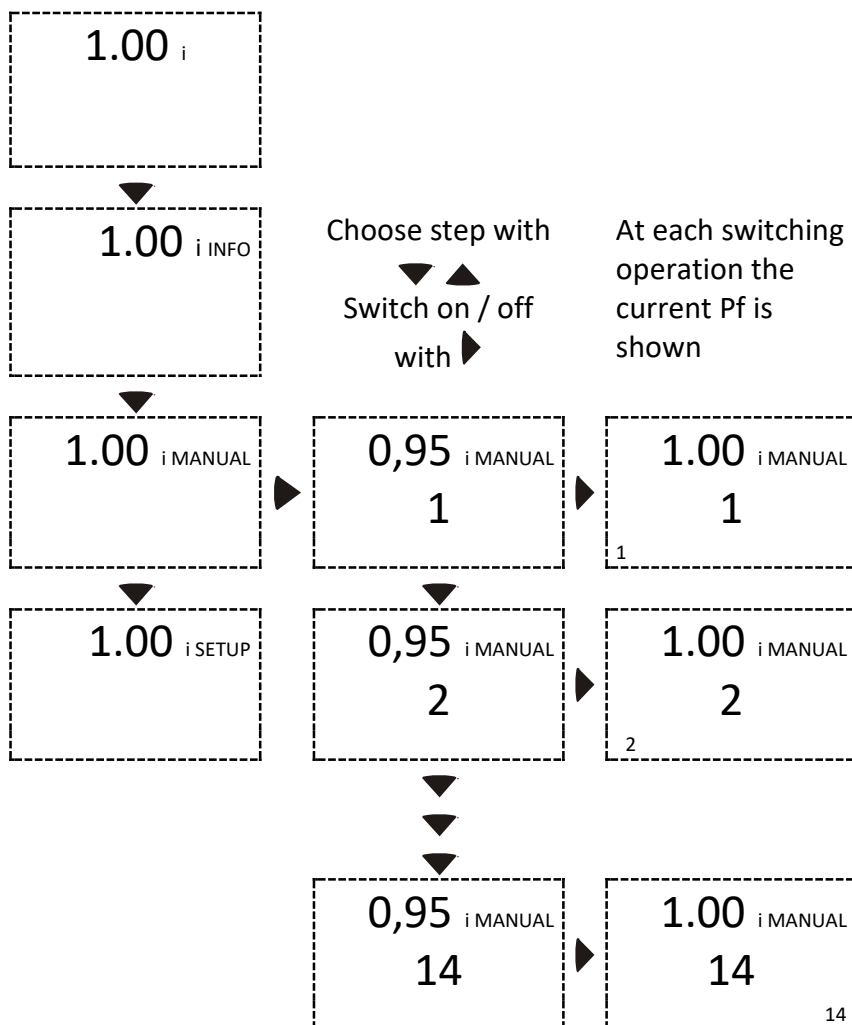 1.00 i
1.00 i INFO
Choose step with
Switch on / off
with
At each switching
operation the
current Pf is
shown
1.00 i MANUAL
0,95 i MANUAL
1
1.00 i MANUAL
1
1
1.00 i SETUP
0,95 i MANUAL
2
1.00 i MANUAL
2
2
0,95 i MANUAL
14
1.00 i MANUAL
14
14